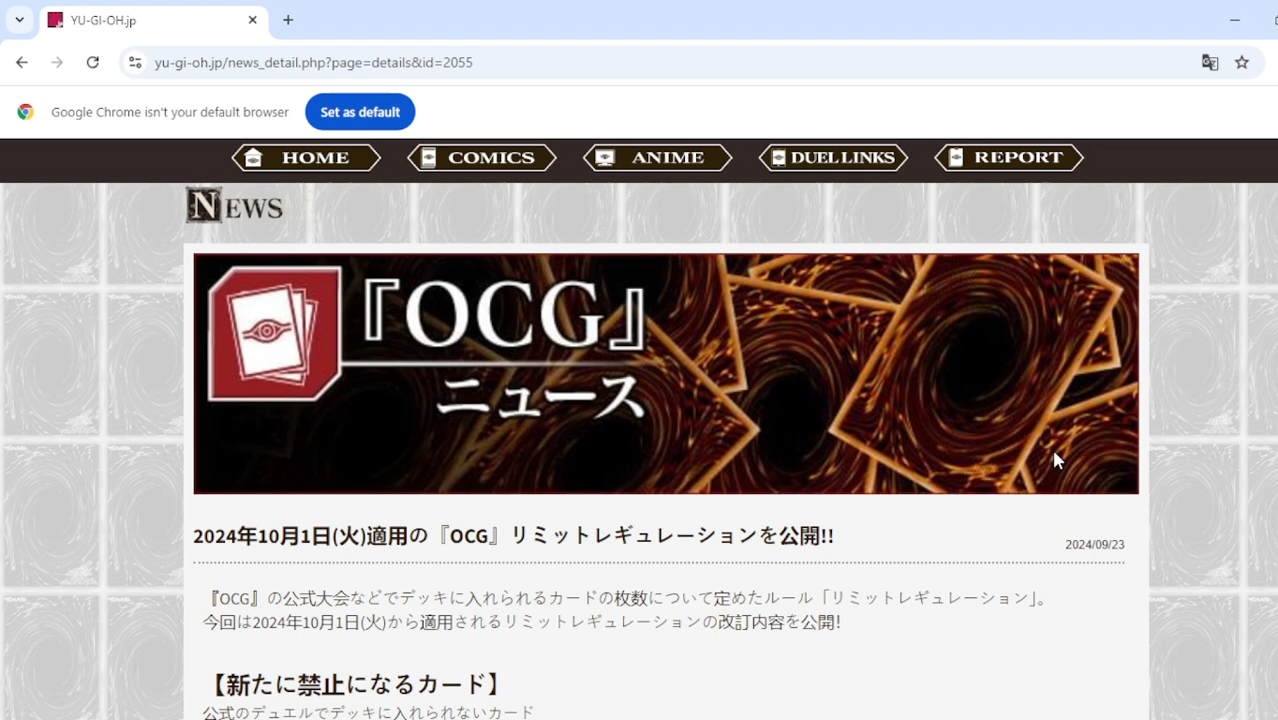 YU-GI-OH.jp
yu-gi-oh.jp/news_detail.php?page=details&id=2055
Google Chrome isn't your default browser
Set as default
HOME
COMICS
ANIME
DUEL LINKS
REPORT
NEWS
『OCG』
ニュース
2024年10月1日(火)適用の『OCG』リミットレギュレーションを公開!!
2024/09/23
『OCG』の公式大会などでデッキに入れられるカードの枚数について定めたルール「リミットレギュレーション」。
今回は2024年10月1日(火)から適用されるリミットレギュレーションの改訂内容を公開!
【新たに禁止になるカード】
公式のデュエルでデッキに入れられないカード